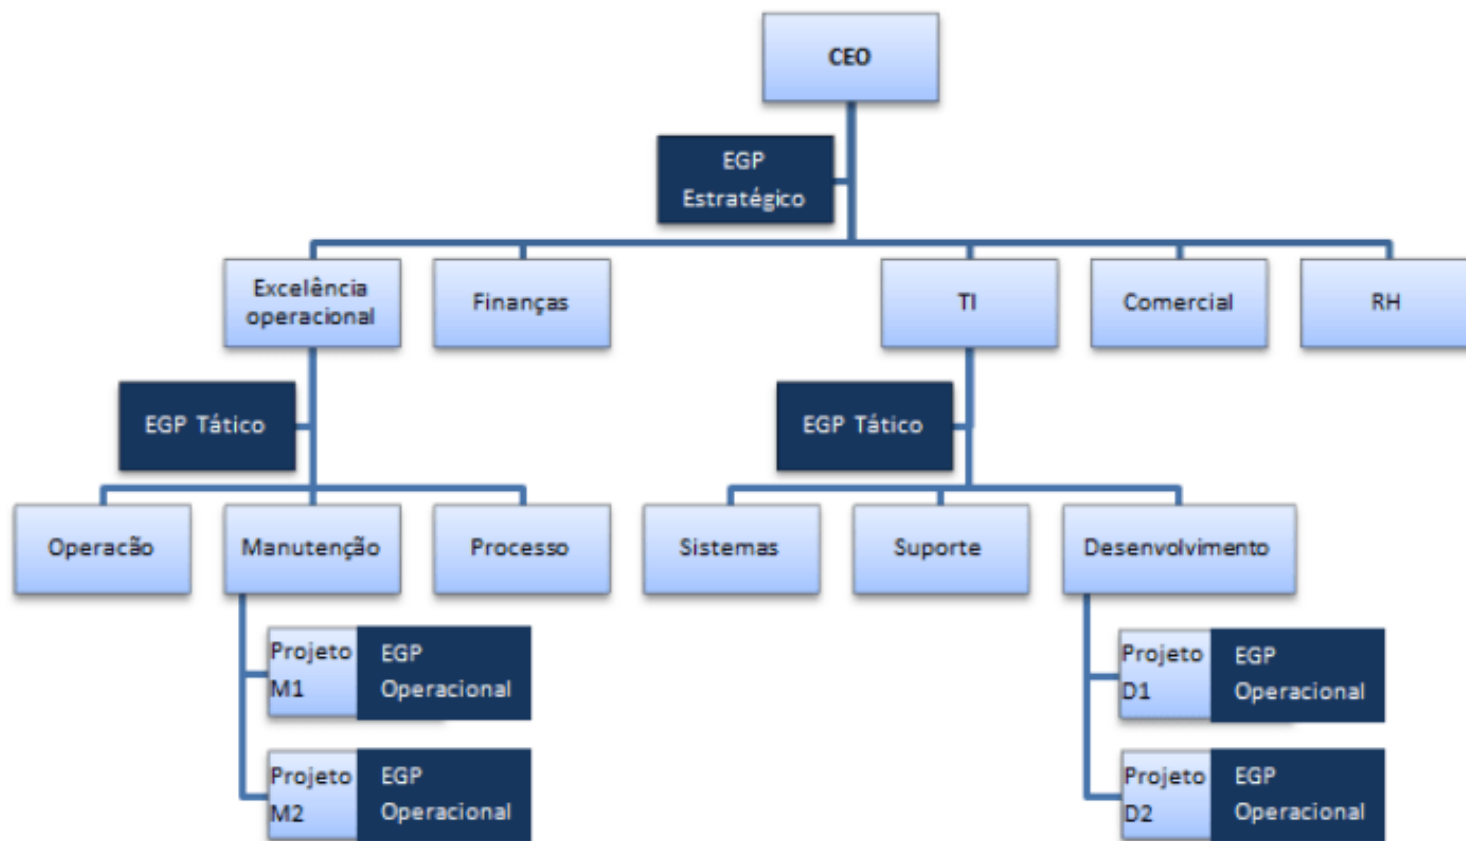 CEO
EGP
Estratégico
Excelência
operacional
Finanças
TI
Comercial
RH
EGP Tático
EGP Tático
Operacão
Manutenção
Processo
Sistemas
Suporte
Desenvolvimento
Projeto
M1
EGP
Operacional
Projeto
D1
EGP
Operacional
Projeto
M2
EGP
Operacional
Projeto
D2
EGP
Operacional